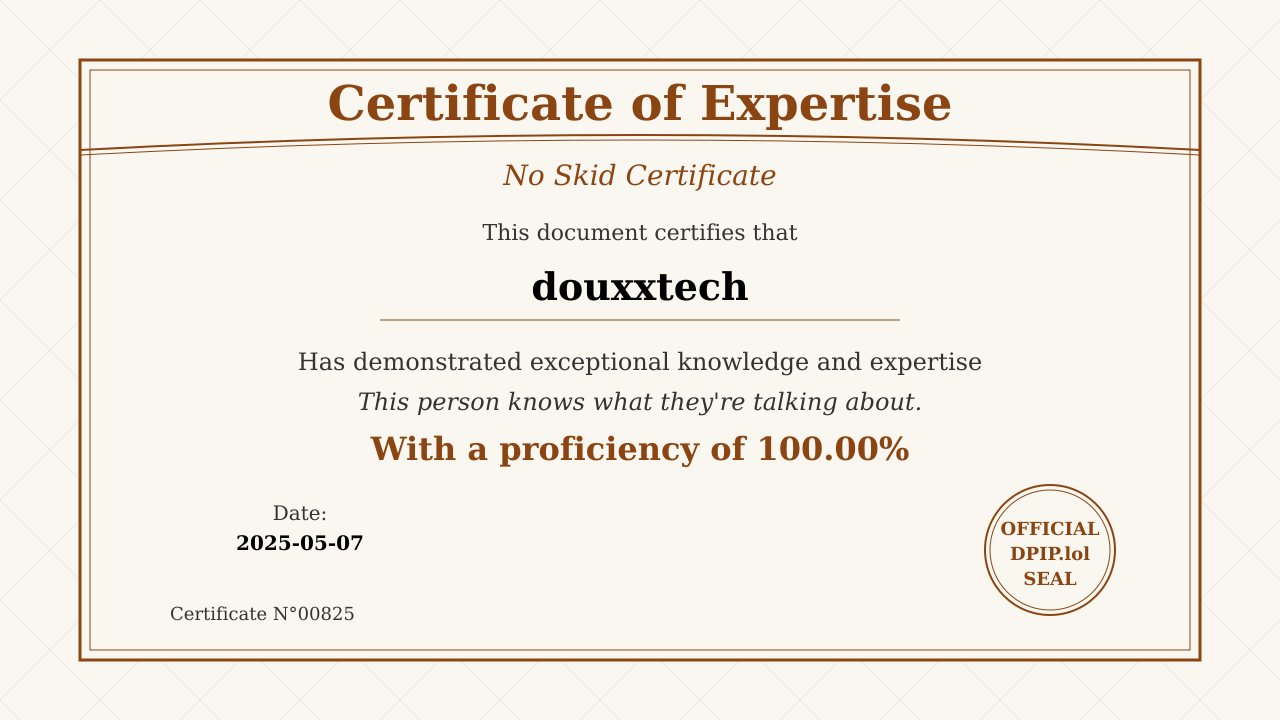 Certificate of Expertise
No Skid Certificate
This document certifies that
douxxtech
Has demonstrated exceptional knowledge and expertise
This person knows what they're talking about.
With a proficiency of 100.00%
Date:
2025-05-07
OFFICIAL
DPIP.lol
SEAL
Certificate N°00825